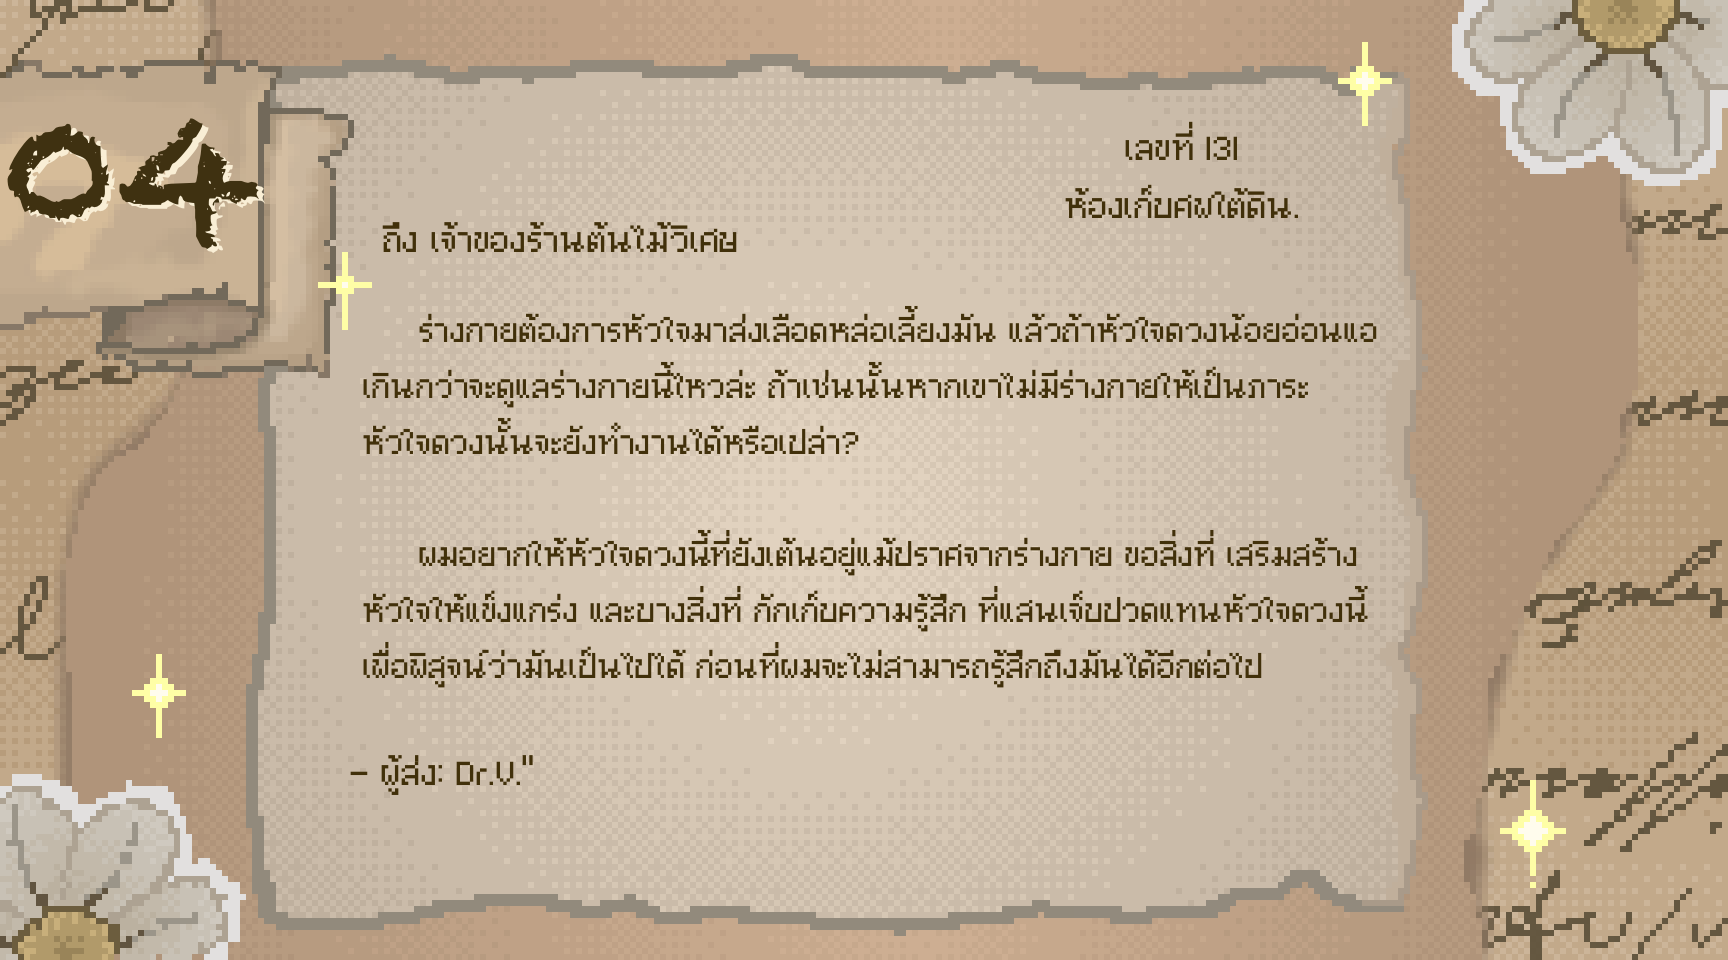 04
เลขที่ 131
ห้องเก็บศพใต้ดิน.
ถึง เจ้าของร้านต้นไม้วิเศษ
ร่างกายต้องการหัวใจมาส่งเลือดหล่อเลี้ยงมัน แล้วถ้าหัวใจดวงน้อยอ่อนแอ
เกินกว่าจะดูแลร่างกายนี้ไหวล่ะ ถ้าเช่นนั้นหากเขาไม่มีร่างกายให้เป็นภาระ
หัวใจดวงนั้นจะยังทำงานได้หรือเปล่า?
ผมอยากให้หัวใจดวงนี้ที่ยังเต้นอยู่แม้ปราศจากร่างกาย ขอสิ่งที่ เสริมสร้าง
หัวใจให้แข็งแกร่ง และบางสิ่งที่ กักเก็บความรู้สึก ที่แสนเจ็บปวดแทนหัวใจดวงนี้
เพื่อพิสูจน์ว่ามันเป็นไปได้ ก่อนที่ผมจะไม่สามารถรู้สึกถึงมันได้อีกต่อไป
– ผู้ส่ง: Dr.V."